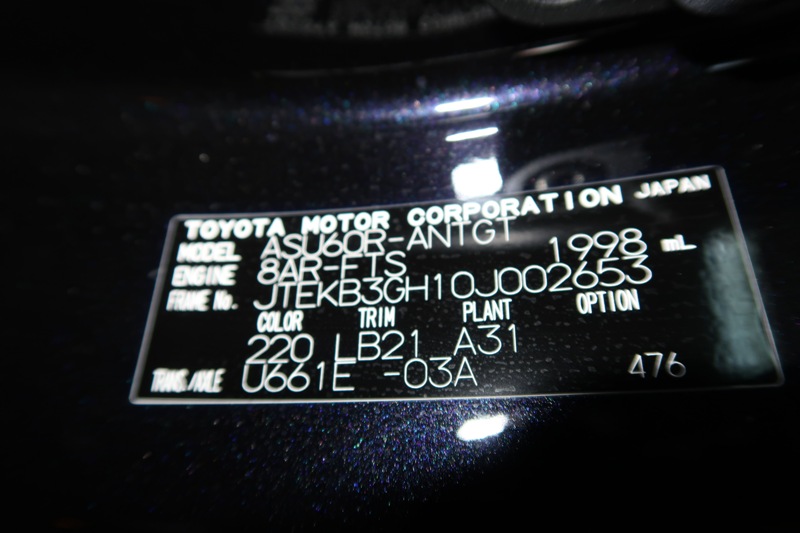 TOYOTA MOTOR CORPORATION JAPAN
MODEL ASU60R-ANTGT
ENGINE 8AR-FTS 1998 mL
FRAME No. JTEKB3GH10J002653
COLOR TRIM PLANT OPTION
220 LB21 A31
TRANS./AXLE U661E -03A 476